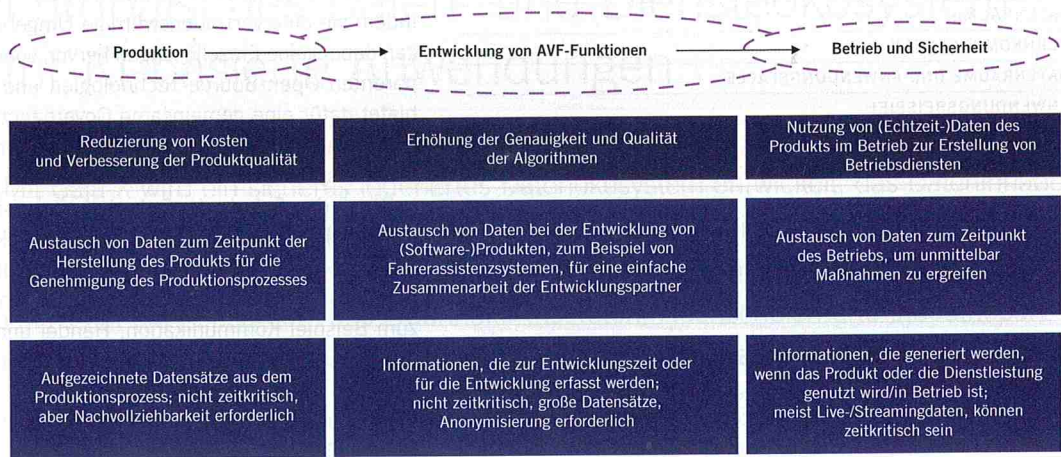 Produktion
Entwicklung von AVF-Funktionen
Betrieb und Sicherheit
Reduzierung von Kosten
und Verbesserung der Produktqualität
Erhöhung der Genauigkeit und Qualität
der Algorithmen
Nutzung von (Echtzeit-)Daten des
Produkts im Betrieb zur Erstellung von
Betriebsdiensten
Austausch von Daten zum Zeitpunkt der
Herstellung des Produkts für die
Genehmigung des Produktionsprozesses
Austausch von Daten bei der Entwicklung von
(Software-)Produkten, zum Beispiel von
Fahrerassistenzsystemen, für eine einfache
Zusammenarbeit der Entwicklungspartner
Austausch von Daten zum Zeitpunkt
des Betriebs, um unmittelbar
Maßnahmen zu ergreifen
Aufgezeichnete Datensätze aus dem
Produktionsprozess; nicht zeitkritisch,
aber Nachvollziehbarkeit erforderlich
Informationen, die zur Entwicklungszeit oder
für die Entwicklung erfasst werden;
nicht zeitkritisch, große Datensätze,
Anonymisierung erforderlich
Informationen, die generiert werden,
wenn das Produkt oder die Dienstleistung
genutzt wird/in Betrieb ist;
meist Live-/Streamingdaten, können
zeitkritisch sein